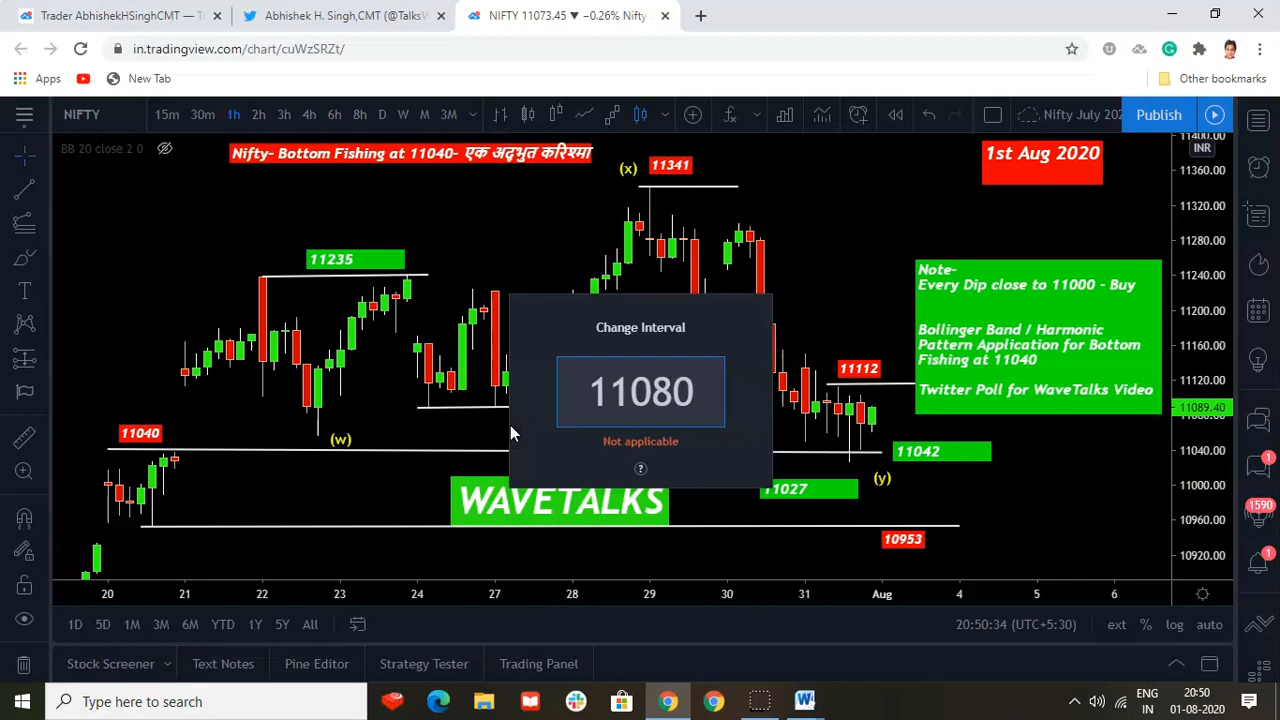 Trader AbhishekHSinghCMT —
Abhishek H. Singh,CMT (@TalksW
NIFTY 11073.45 ▼ −0.26% Nifty
in.tradingview.com/chart/cuWzSRZt/
Apps
New Tab
Other bookmarks
NIFTY
15m 30m 1h 2h 3h 4h 6h 8h D W M 3M
Nifty July 202
Publish
BB 20 close 2 0
Nifty- Bottom Fishing at 11040- एक अद्भुत करिश्मा
(x)
11341
1st Aug 2020
11400.00
INR
11360.00
11320.00
11280.00
11240.00
11200.00
11160.00
11120.00
11089.40
11040.00
11000.00
10960.00
10920.00
11235
Note-
Every Dip close to 11000 - Buy
Bollinger Band / Harmonic
Pattern Application for Bottom
Fishing at 11040
Twitter Poll for WaveTalks Video
Change Interval
11080
Not applicable
?
11112
11040
(w)
11042
(y)
11027
WAVETALKS
10953
20 21 22 23 24 27 28 29 30 31 Aug 4 5 6
1D 5D 1M 3M 6M YTD 1Y 5Y All
20:50:34 (UTC+5:30)
ext % log auto
Stock Screener
Text Notes
Pine Editor
Strategy Tester
Trading Panel
1
1590
1
Type here to search
ENG
IN
20:50
01-08-2020